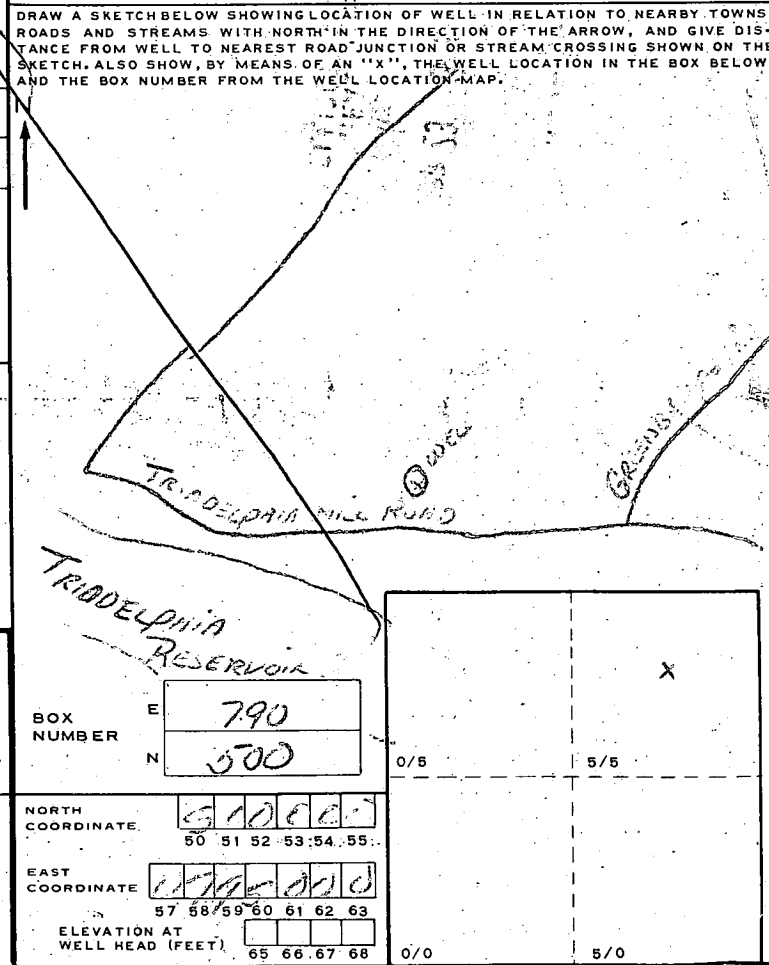 DRAW A SKETCH BELOW SHOWING LOCATION OF WELL IN RELATION TO NEARBY TOWNS
ROADS AND STREAMS WITH NORTH IN THE DIRECTION OF THE ARROW, AND GIVE DIS-
TANCE FROM WELL TO NEAREST ROAD JUNCTION OR STREAM CROSSING SHOWN ON THE
SKETCH. ALSO SHOW, BY MEANS OF AN "X", THE WELL LOCATION IN THE BOX BELOW
AND THE BOX NUMBER FROM THE WELL LOCATION MAP.
WELL
TRIADELPHIA MILL ROAD
TRIADELPHIA
RESERVOIR
BOX NUMBER
E 790
N 500
X
0/5 5/5
0/0 5/0
NORTH COORDINATE
50 51 52 53 54 55
EAST COORDINATE
57 58 59 60 61 62 63
ELEVATION AT
WELL HEAD (FEET)
65 66 67 68